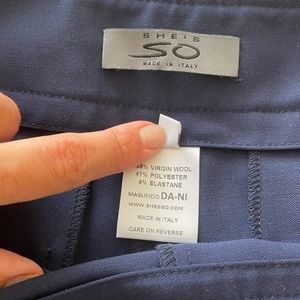 SHE'S
SO
MADE IN ITALY
% VIRGIN WOOL
41% POLYESTER
4% ELASTANE
MAGLIFICIO DA-NI
WWW.SHESSO.COM
MADE IN ITALY
CARE ON REVERSE